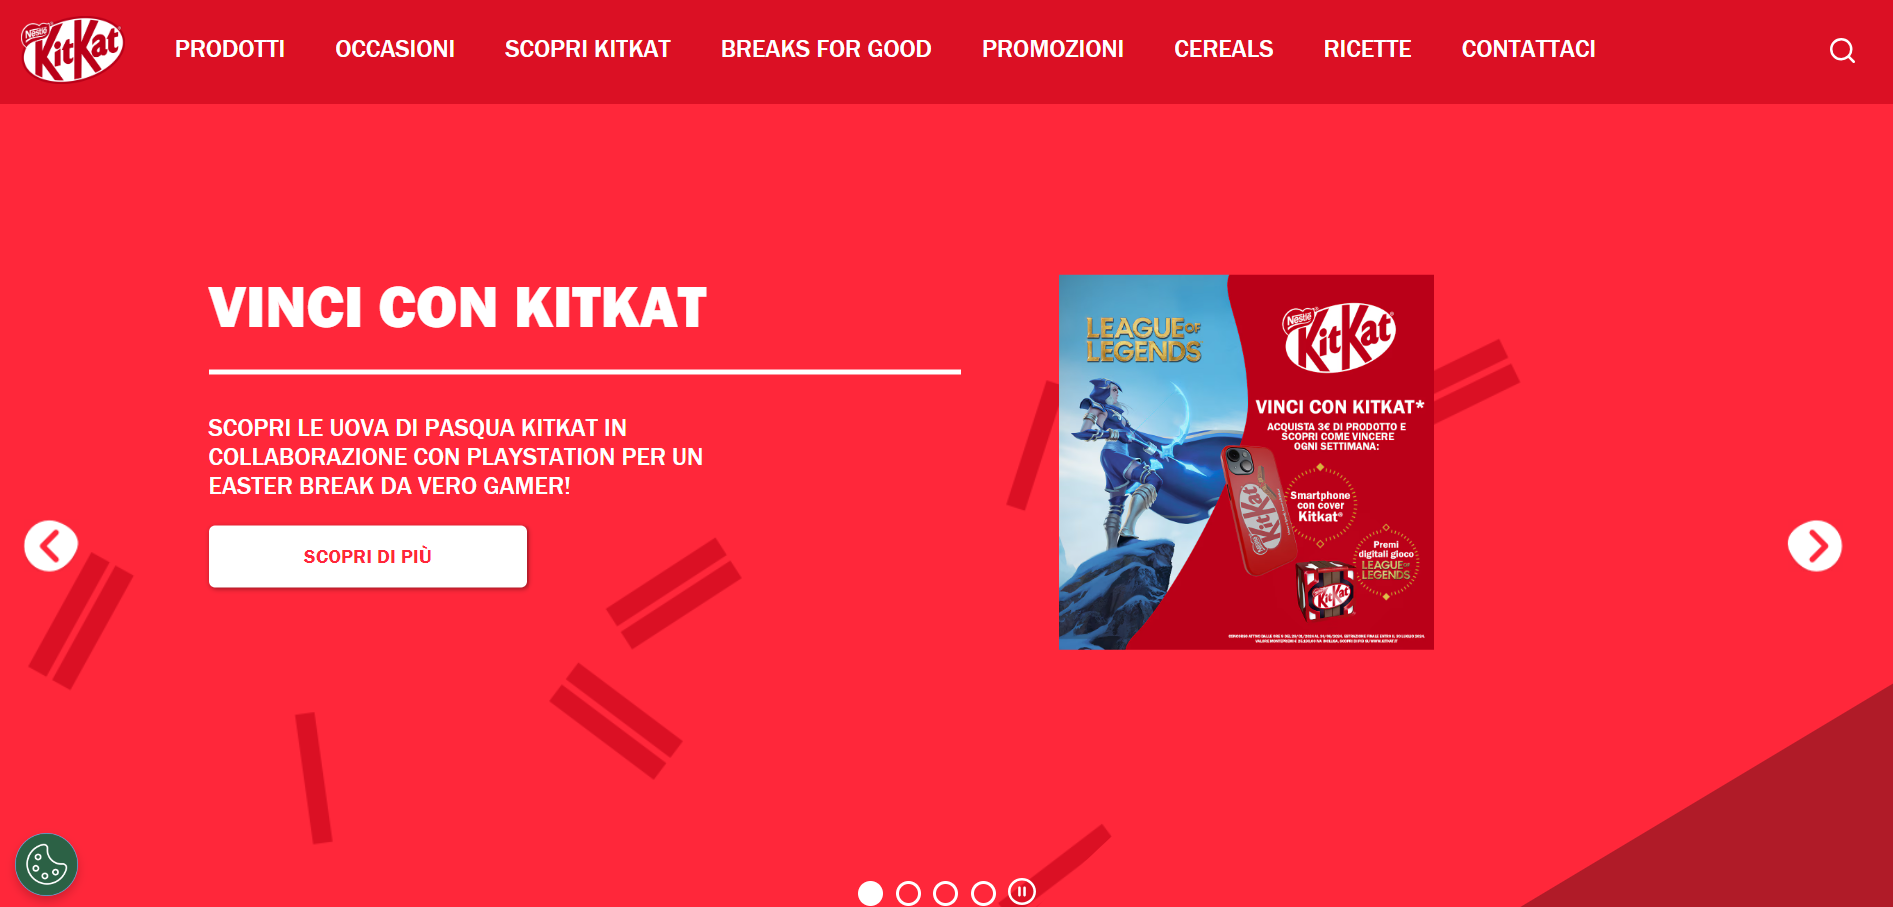 Nestlé
KitKat
PRODOTTI
OCCASIONI
SCOPRI KITKAT
BREAKS FOR GOOD
PROMOZIONI
CEREALS
RICETTE
CONTATTACI
VINCI CON KITKAT
SCOPRI LE UOVA DI PASQUA KITKAT IN
COLLABORAZIONE CON PLAYSTATION PER UN
EASTER BREAK DA VERO GAMER!
SCOPRI DI PIÙ
LEAGUE OF
LEGENDS
Nestlé
KitKat
VINCI CON KITKAT*
ACQUISTA 3€ DI PRODOTTO E
SCOPRI COME VINCERE
OGNI SETTIMANA:
KitKat
Smartphone
con cover
Kitkat®
Premi
digitali gioco
LEAGUE OF
LEGENDS
KitKat